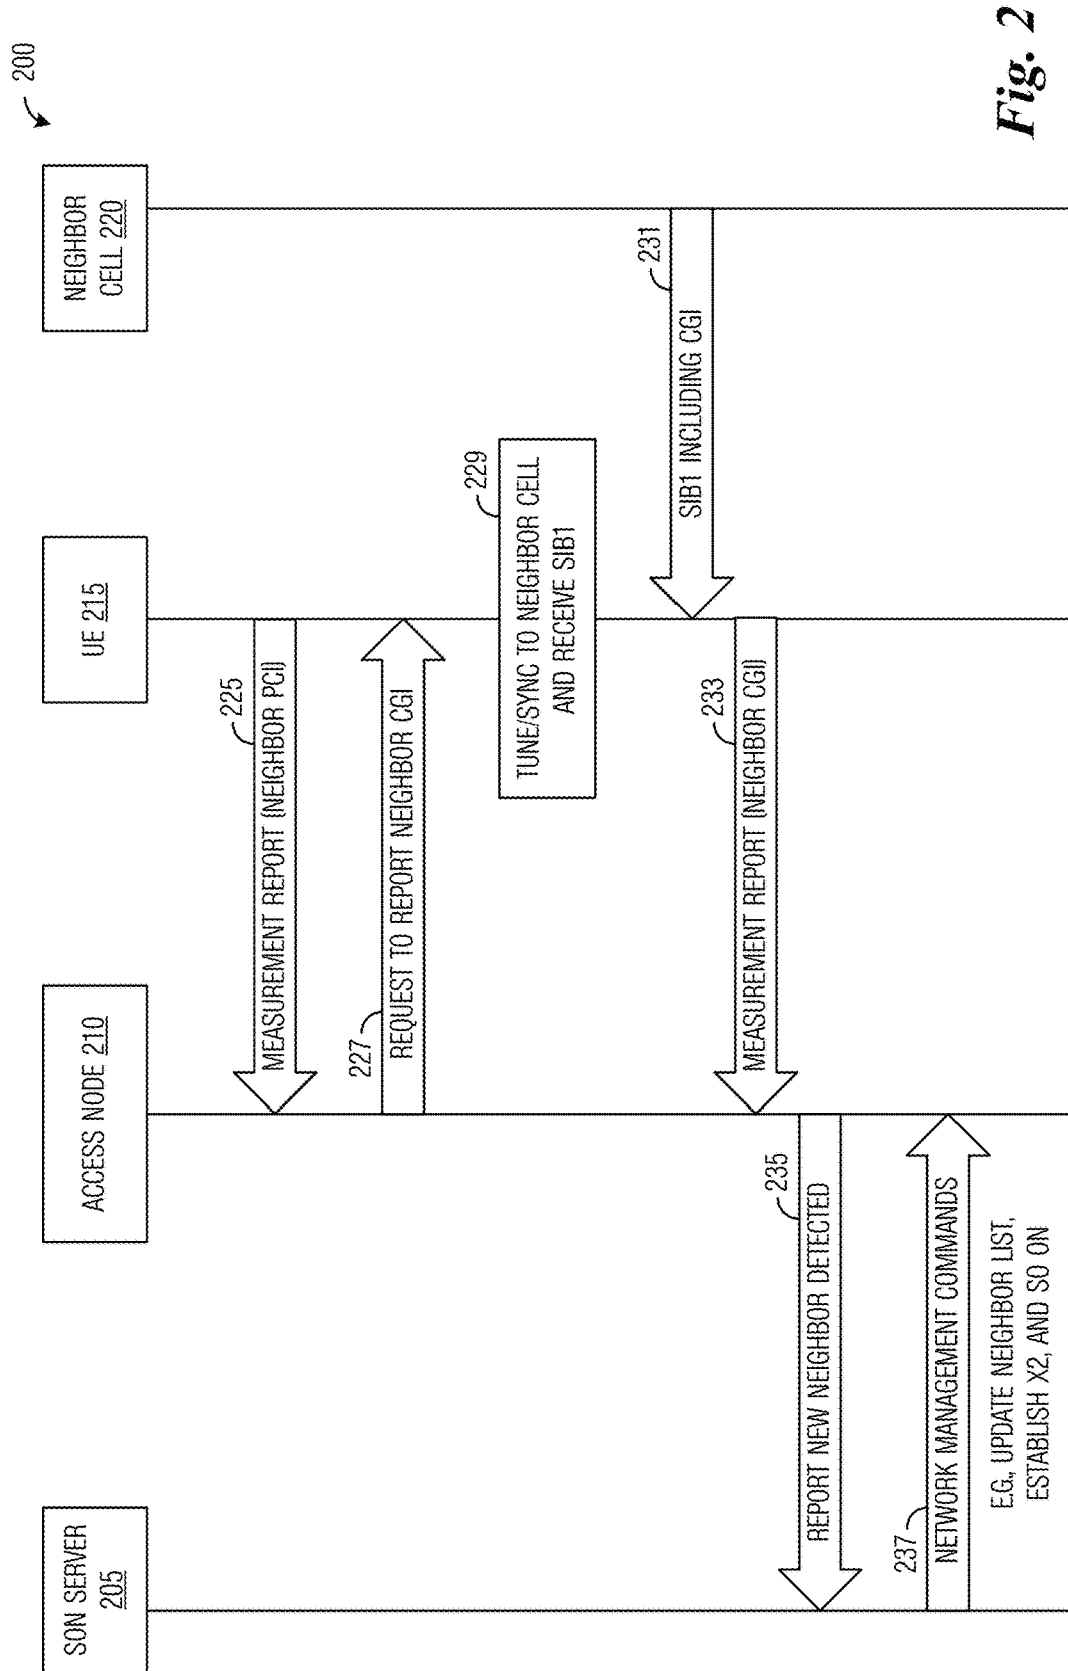 200
SON SERVER
205
ACCESS NODE 210
UE 215
NEIGHBOR
CELL 220
225
MEASUREMENT REPORT (NEIGHBOR PCI)
227
REQUEST TO REPORT NEIGHBOR CGI
229
TUNE/SYNC TO NEIGHBOR CELL
AND RECEIVE SIB1
231
SIB1 INCLUDING CGI
233
MEASUREMENT REPORT (NEIGHBOR CGI)
235
REPORT NEW NEIGHBOR DETECTED
237
NETWORK MANAGEMENT COMMANDS
E.G., UPDATE NEIGHBOR LIST,
ESTABLISH X2, AND SO ON
Fig. 2